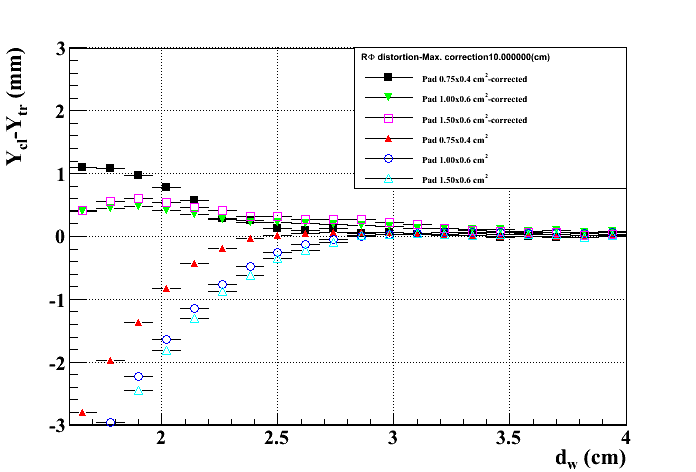 RΦ distortion-Max. correction10.000000(cm)
Pad 0.75x0.4 cm²-corrected
Pad 1.00x0.6 cm²-corrected
Pad 1.50x0.6 cm²-corrected
Pad 0.75x0.4 cm²
Pad 1.00x0.6 cm²
Pad 1.50x0.6 cm²
Y_cl-Y_tr (mm)
3
2
1
0
-1
-2
-3
2 2.5 3 3.5 4
d_w (cm)